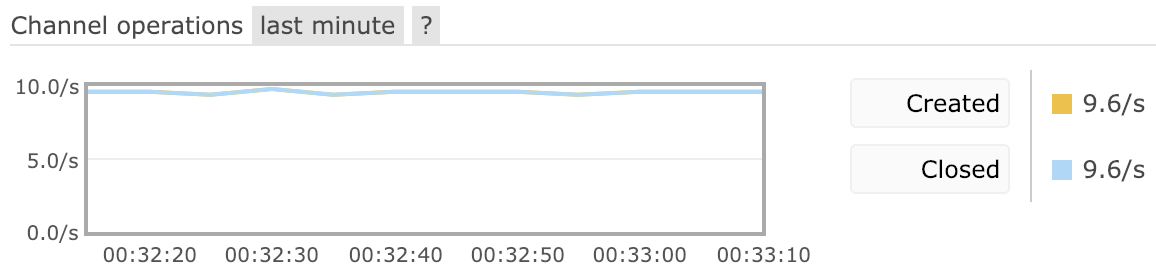 Channel operations last minute ?
10.0/s
5.0/s
0.0/s
00:32:20 00:32:30 00:32:40 00:32:50 00:33:00 00:33:10
Created 9.6/s
Closed 9.6/s